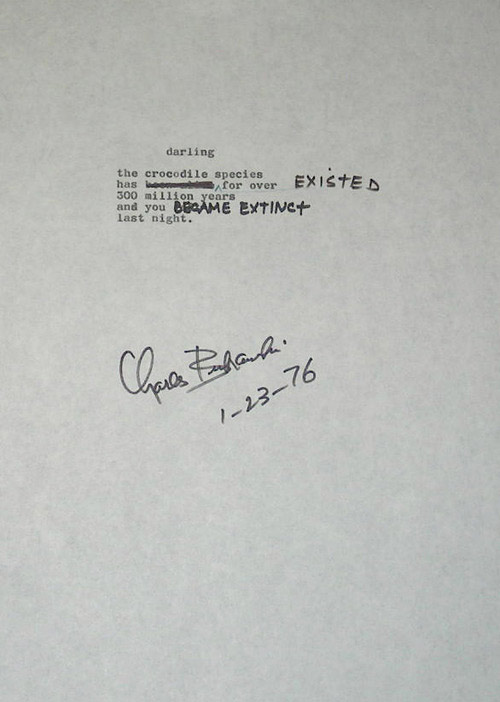 darling
the crocodile species
has for over EXISTED
300 million years
and you BECAME EXTINCT
last night.
Charles Bukowski
1-23-76